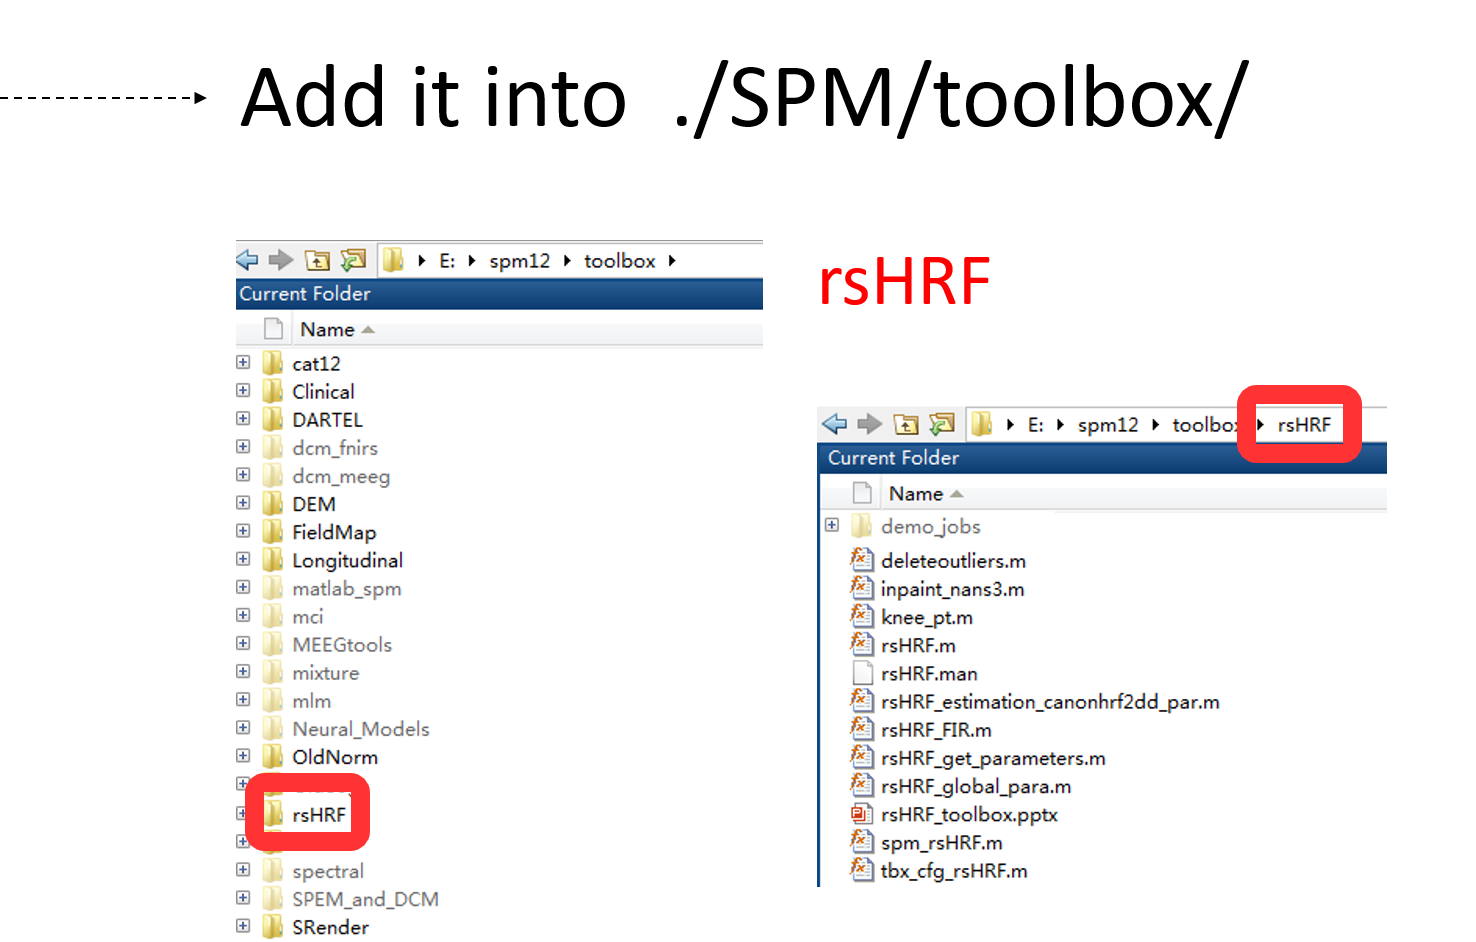 Add it into ./SPM/toolbox/
E: spm12 toolbox
Current Folder
Name
cat12
Clinical
DARTEL
dcm_fnirs
dcm_meeg
DEM
FieldMap
Longitudinal
matlab_spm
mci
MEEGtools
mixture
mlm
Neural_Models
OldNorm
rsHRF
spectral
SPEM_and_DCM
SRender
rsHRF
E: spm12 toolbox rsHRF
Current Folder
Name
demo_jobs
deleteoutliers.m
inpaint_nans3.m
knee_pt.m
rsHRF.m
rsHRF.man
rsHRF_estimation_canonhrf2dd_par.m
rsHRF_FIR.m
rsHRF_get_parameters.m
rsHRF_global_para.m
rsHRF_toolbox.pptx
spm_rsHRF.m
tbx_cfg_rsHRF.m